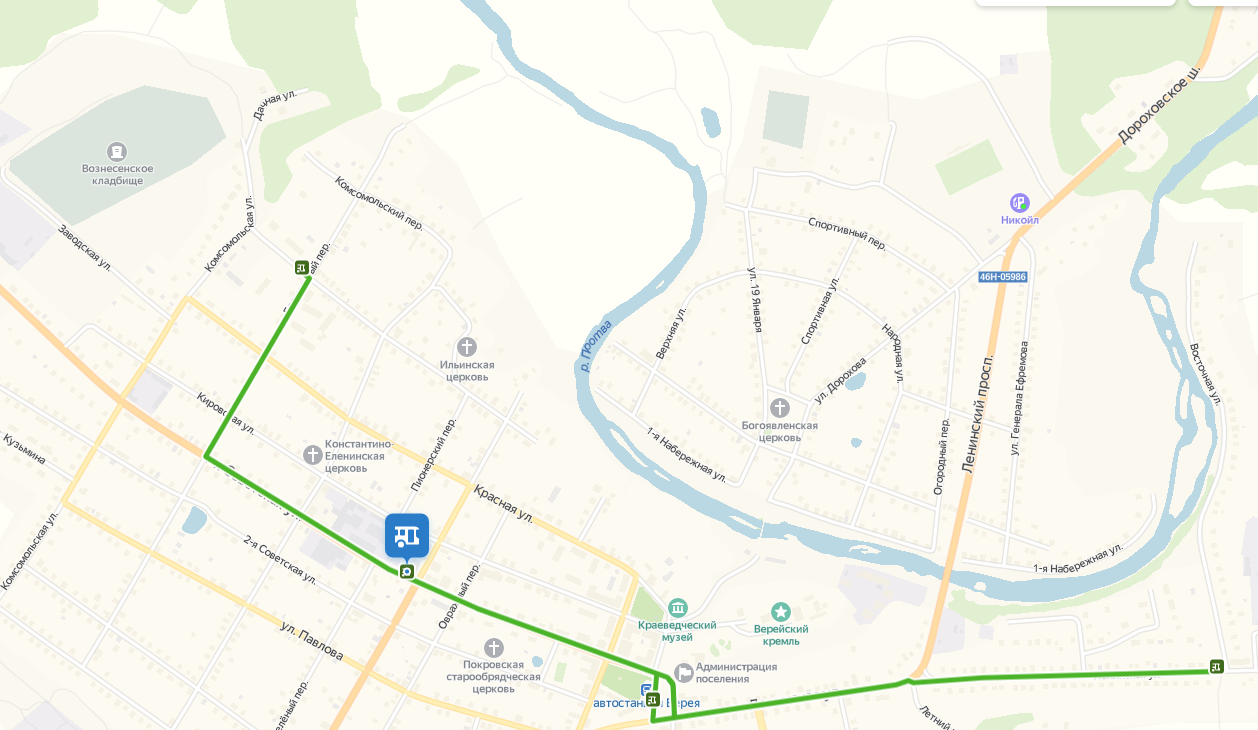 Дороховское ш.
Дачная ул.
Вознесенское
кладбище
Комсомольский пер.
Никойл
Комсомольская ул.
Спортивный пер.
Заводская ул.
46Н-05986
ул. 19 Января
Спортивная ул.
р. Протва
Верхняя ул.
Народная ул.
Восточная ул.
Ильинская
церковь
ул. Дорохова
ул. Генерала Ефремова
Ленинский просп.
Кировская ул.
Богоявленская
церковь
Константино-
Еленинская
церковь
Пионерский пер.
1-я Набережная ул.
Огородный пер.
Кузьмина
Красная ул.
Комсомольская ул.
2-я Советская ул.
1-я Набережная ул.
Овражный пер.
Краеведческий
музей
Верейский
кремль
ул. Павлова
Покровская
старообрядческая
церковь
Администрация
поселения
автостанция Верея
Летний